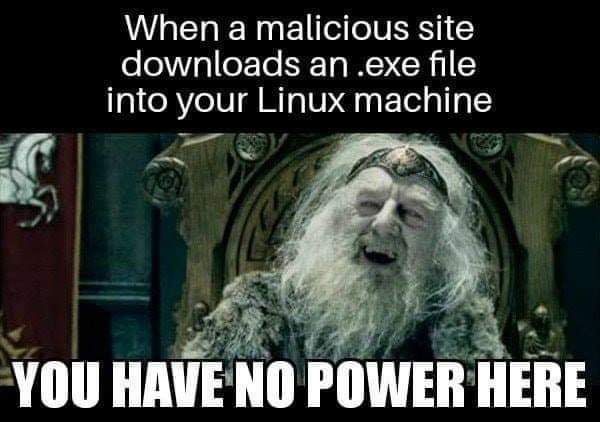 When a malicious site
downloads an .exe file
into your Linux machine
YOU HAVE NO POWER HERE